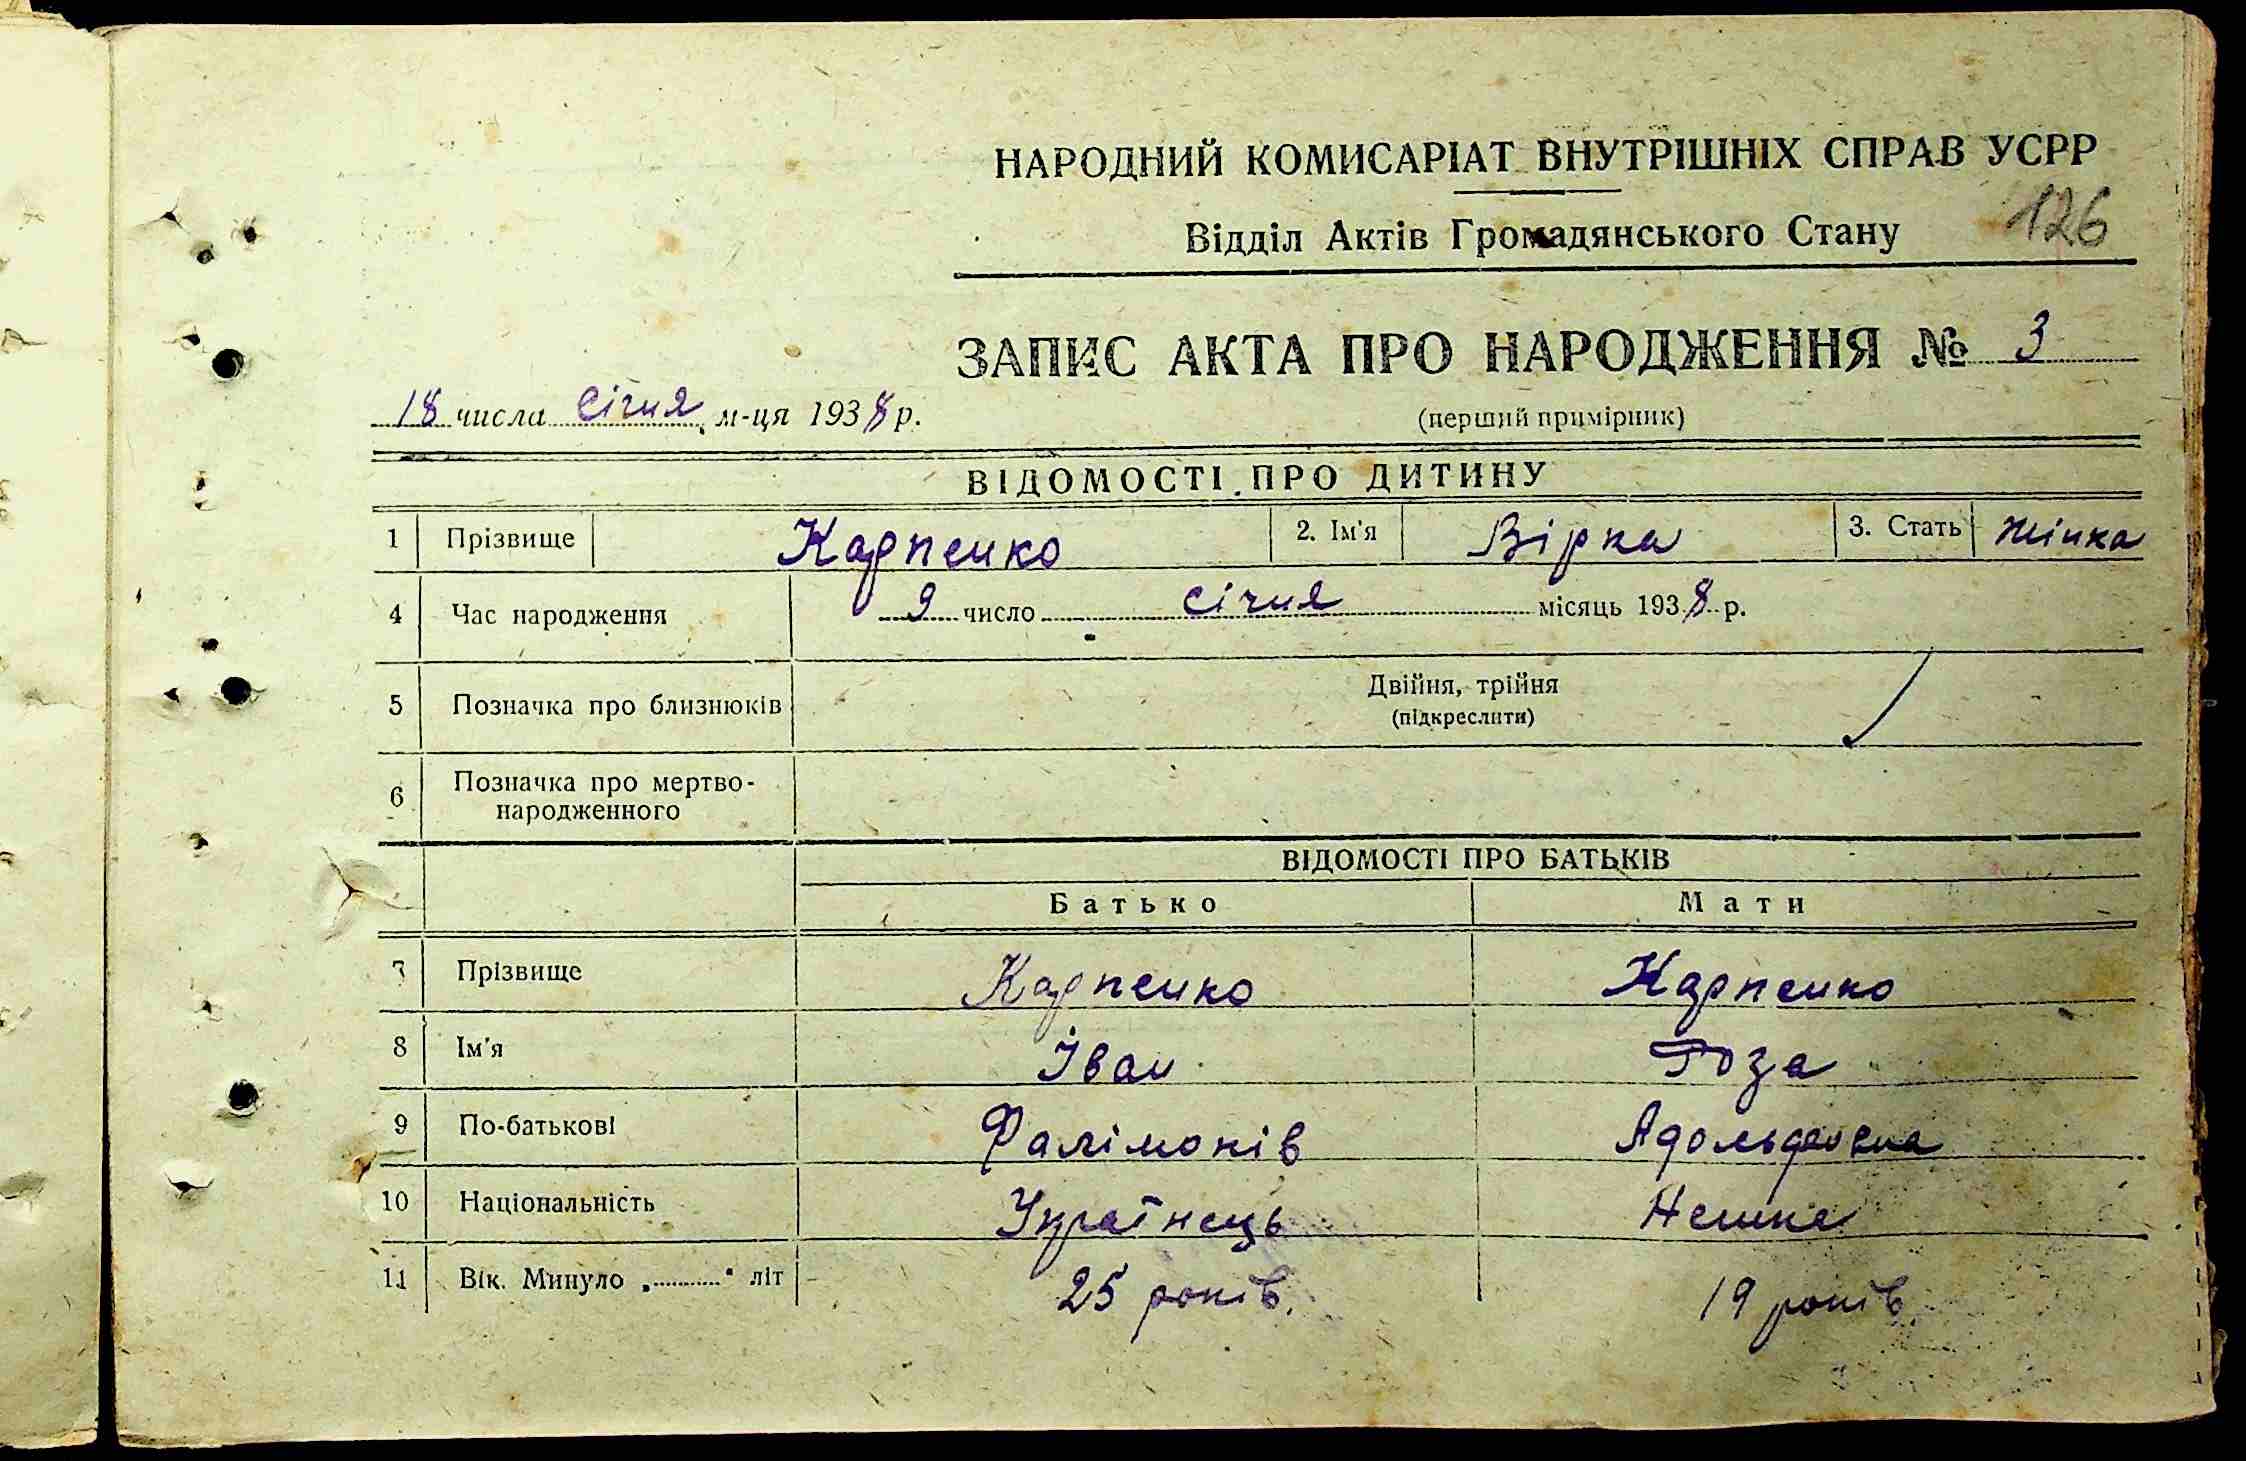 НАРОДНИЙ КОМИСАРІАТ ВНУТРІШНІХ СПРАВ УСРР
126
Відділ Актів Громадянського Стану
ЗАПИС АКТА ПРО НАРОДЖЕННЯ № 3
18 числа січня м-ця 1938 р.
(перший примірник)
ВІДОМОСТІ ПРО ДИТИНУ
1 Прізвище Карпенко 2. Ім'я Вірка 3. Стать жінка
4 Час народження 9 число січня місяць 1938 р.
5 Позначка про близнюків Двійня, трійня
(підкреслити)
6 Позначка про мертво-
народженного
ВІДОМОСТІ ПРО БАТЬКІВ
Батько Мати
7 Прізвище Карпенко Карпенко
8 Ім'я Іван Роза
9 По-батькові Фалімонів Адольфовна
10 Національність Українець Немке
11 Вік. Минуло „ " літ 25 років. 19 років